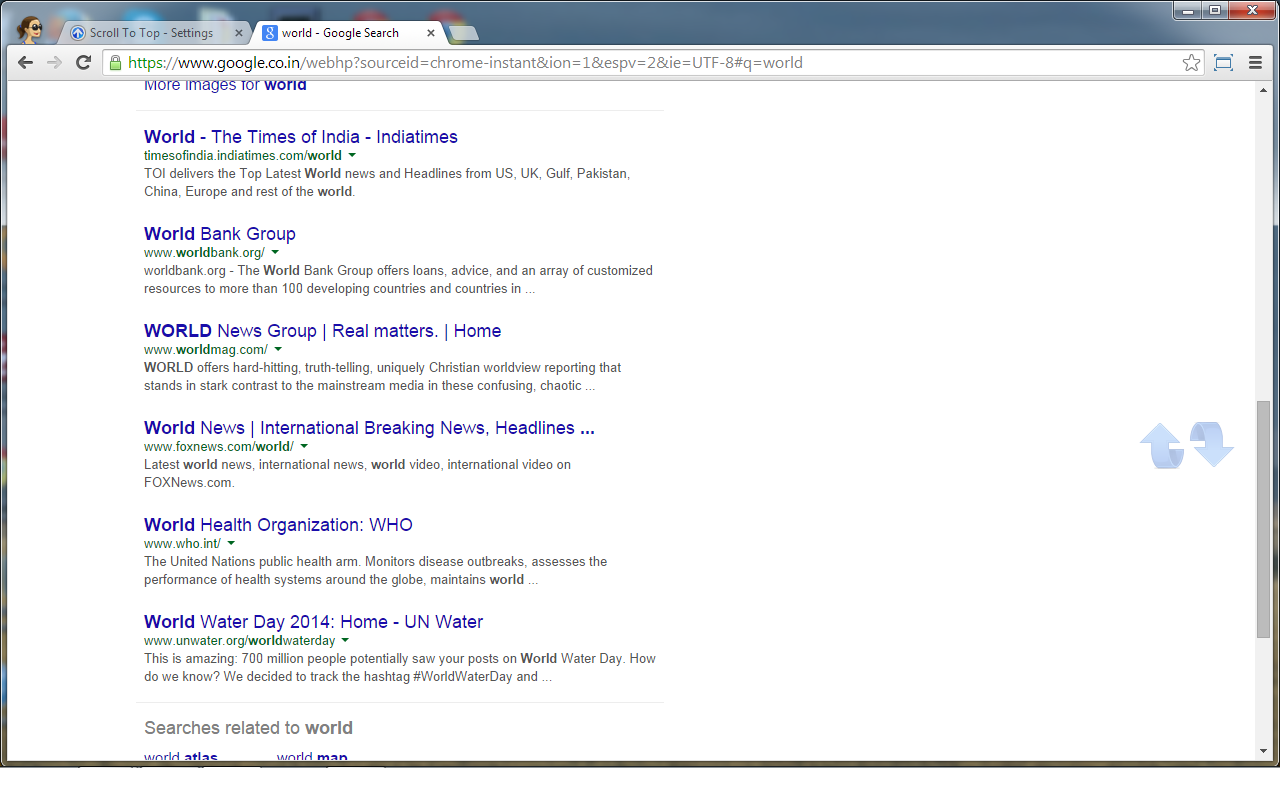 Scroll To Top - Settings
world - Google Search
https://www.google.co.in/webhp?sourceid=chrome-instant&ion=1&espv=2&ie=UTF-8#q=world
More images for world
World - The Times of India - Indiatimes
timesofindia.indiatimes.com/world
TOI delivers the Top Latest World news and Headlines from US, UK, Gulf, Pakistan,
China, Europe and rest of the world.
World Bank Group
www.worldbank.org/
worldbank.org - The World Bank Group offers loans, advice, and an array of customized
resources to more than 100 developing countries and countries in ...
WORLD News Group | Real matters. | Home
www.worldmag.com/
WORLD offers hard-hitting, truth-telling, uniquely Christian worldview reporting that
stands in stark contrast to the mainstream media in these confusing, chaotic ...
World News | International Breaking News, Headlines ...
www.foxnews.com/world/
Latest world news, international news, world video, international video on
FOXNews.com.
World Health Organization: WHO
www.who.int/
The United Nations public health arm. Monitors disease outbreaks, assesses the
performance of health systems around the globe, maintains world ...
World Water Day 2014: Home - UN Water
www.unwater.org/worldwaterday
This is amazing: 700 million people potentially saw your posts on World Water Day. How
do we know? We decided to track the hashtag #WorldWaterDay and ...
Searches related to world
world atlas world map